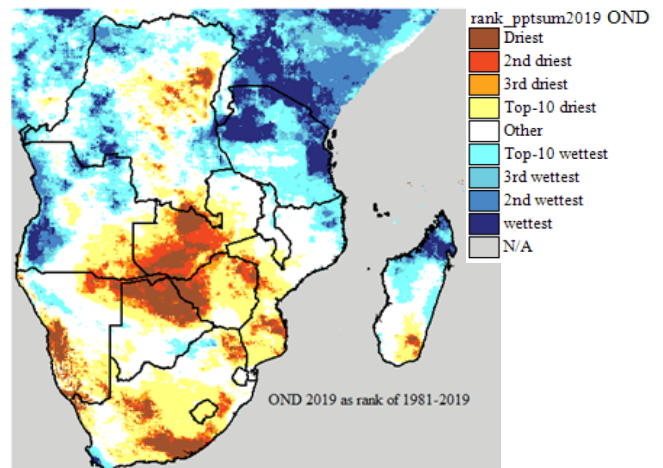 rank_pptsum2019 OND
Driest
2nd driest
3rd driest
Top-10 driest
Other
Top-10 wettest
3rd wettest
2nd wettest
wettest
N/A
OND 2019 as rank of 1981-2019